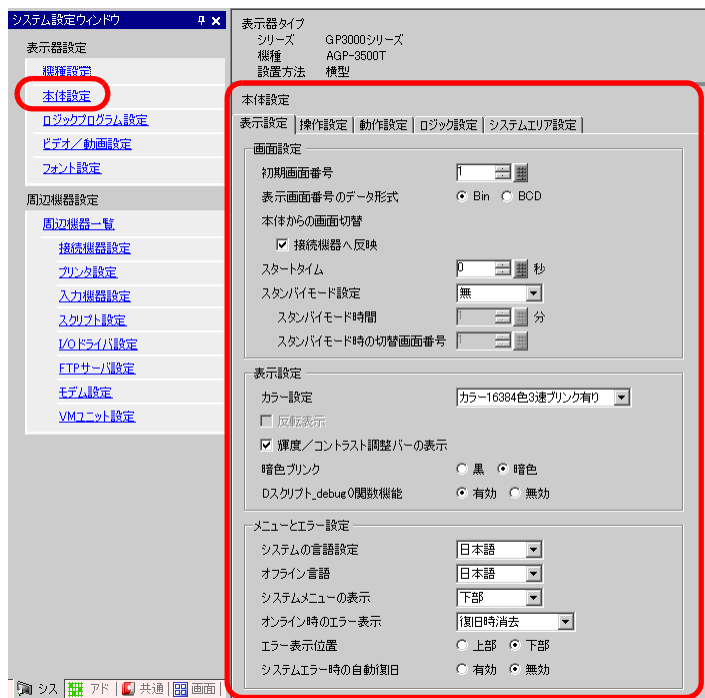 システム設定ウィンドウ
表示器設定
機種設定
本体設定
ロジックプログラム設定
ビデオ／動画設定
フォント設定
周辺機器設定
周辺機器一覧
接続機器設定
プリンタ設定
入力機器設定
スクリプト設定
I/Oドライバ設定
FTPサーバ設定
モデム設定
VMユニット設定
シス アド 共通 画面
表示器タイプ
シリーズ GP3000シリーズ
機種 AGP-3500T
設置方法 横型
本体設定
表示設定 操作設定 動作設定 ロジック設定 システムエリア設定
画面設定
初期画面番号 1
表示画面番号のデータ形式 Bin BCD
本体からの画面切替
接続機器へ反映
スタートタイム 0 秒
スタンバイモード設定 無
スタンバイモード時間 1 分
スタンバイモード時の切替画面番号 1
表示設定
カラー設定 カラー16384色3速ブリンク有り
反転表示
輝度／コントラスト調整バーの表示
暗色ブリンク 黒 暗色
Dスクリプト_debug()関数機能 有効 無効
メニューとエラー設定
システムの言語設定 日本語
オフライン言語 日本語
システムメニューの表示 下部
オンライン時のエラー表示 復旧時消去
エラー表示位置 上部 下部
システムエラー時の自動復旧 有効 無効